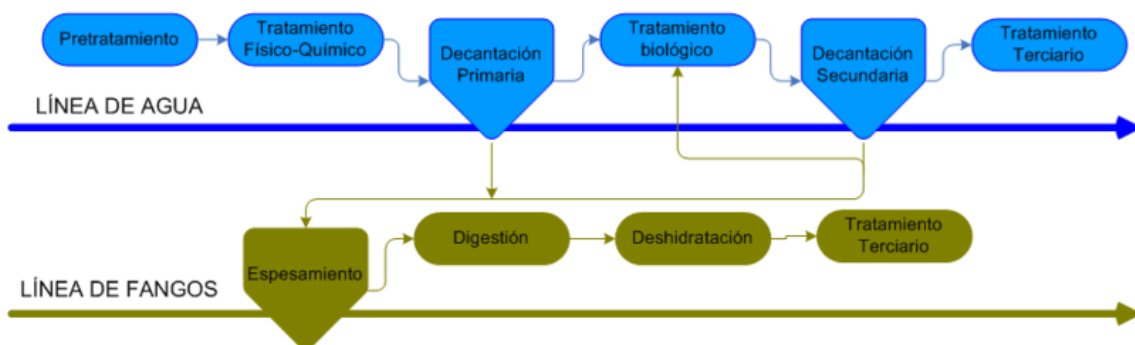 Pretratamiento
Tratamiento
Físico-Químico
Decantación
Primaria
Tratamiento
biológico
Decantación
Secundaria
Tratamiento
Terciario
LÍNEA DE AGUA
Espesamiento
Digestión
Deshidratación
Tratamiento
Terciario
LÍNEA DE FANGOS